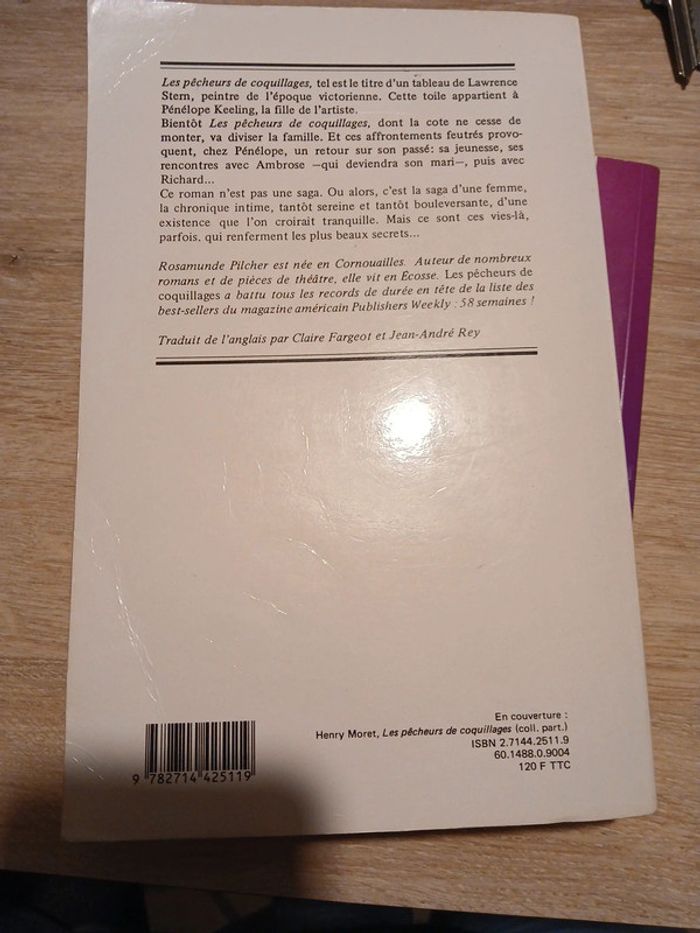 Les pêcheurs de coquillages, tel est le titre d'un tableau de Lawrence
Stern, peintre de l'époque victorienne. Cette toile appartient à
Pénélope Keeling, la fille de l'artiste.
Bientôt Les pêcheurs de coquillages, dont la cote ne cesse de
monter, va diviser la famille. Et ces affrontements feutrés provo-
quent, chez Pénélope, un retour sur son passé: sa jeunesse, ses
rencontres avec Ambrose —qui deviendra son mari—, puis avec
Richard...
Ce roman n'est pas une saga. Ou alors, c'est la saga d'une femme,
la chronique intime, tantôt sereine et tantôt bouleversante, d'une
existence que l'on croirait tranquille. Mais ce sont ces vies-là,
parfois, qui renferment les plus beaux secrets...
Rosamunde Pilcher est née en Cornouailles. Auteur de nombreux
romans et de pièces de théâtre, elle vit en Ecosse. Les pêcheurs de
coquillages a battu tous les records de durée en tête de la liste des
best-sellers du magazine américain Publishers Weekly : 58 semaines !
Traduit de l'anglais par Claire Fargeot et Jean-André Rey
En couverture :
Henry Moret, Les pêcheurs de coquillages (coll. part.)
ISBN 2.7144.2511.9
60.1488.0.9004
120 F TTC
9 782714 425119